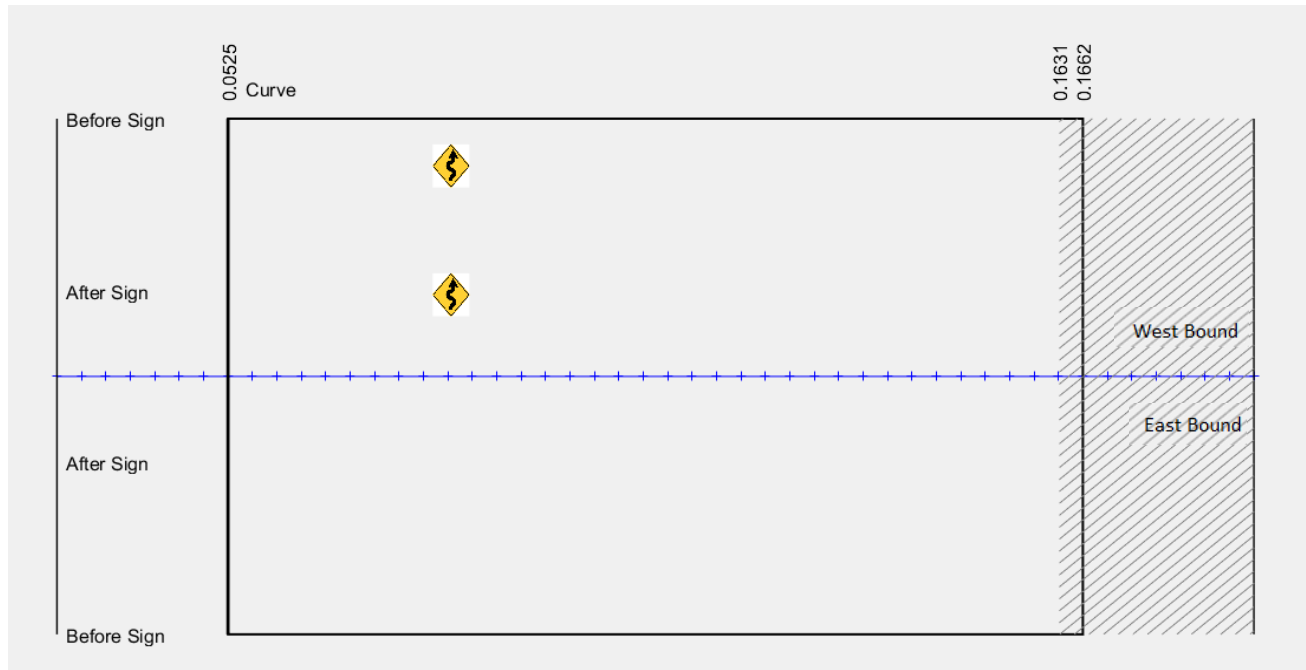 0.0525
Curve
0.1631
0.1662
Before Sign
After Sign
West Bound
East Bound
After Sign
Before Sign